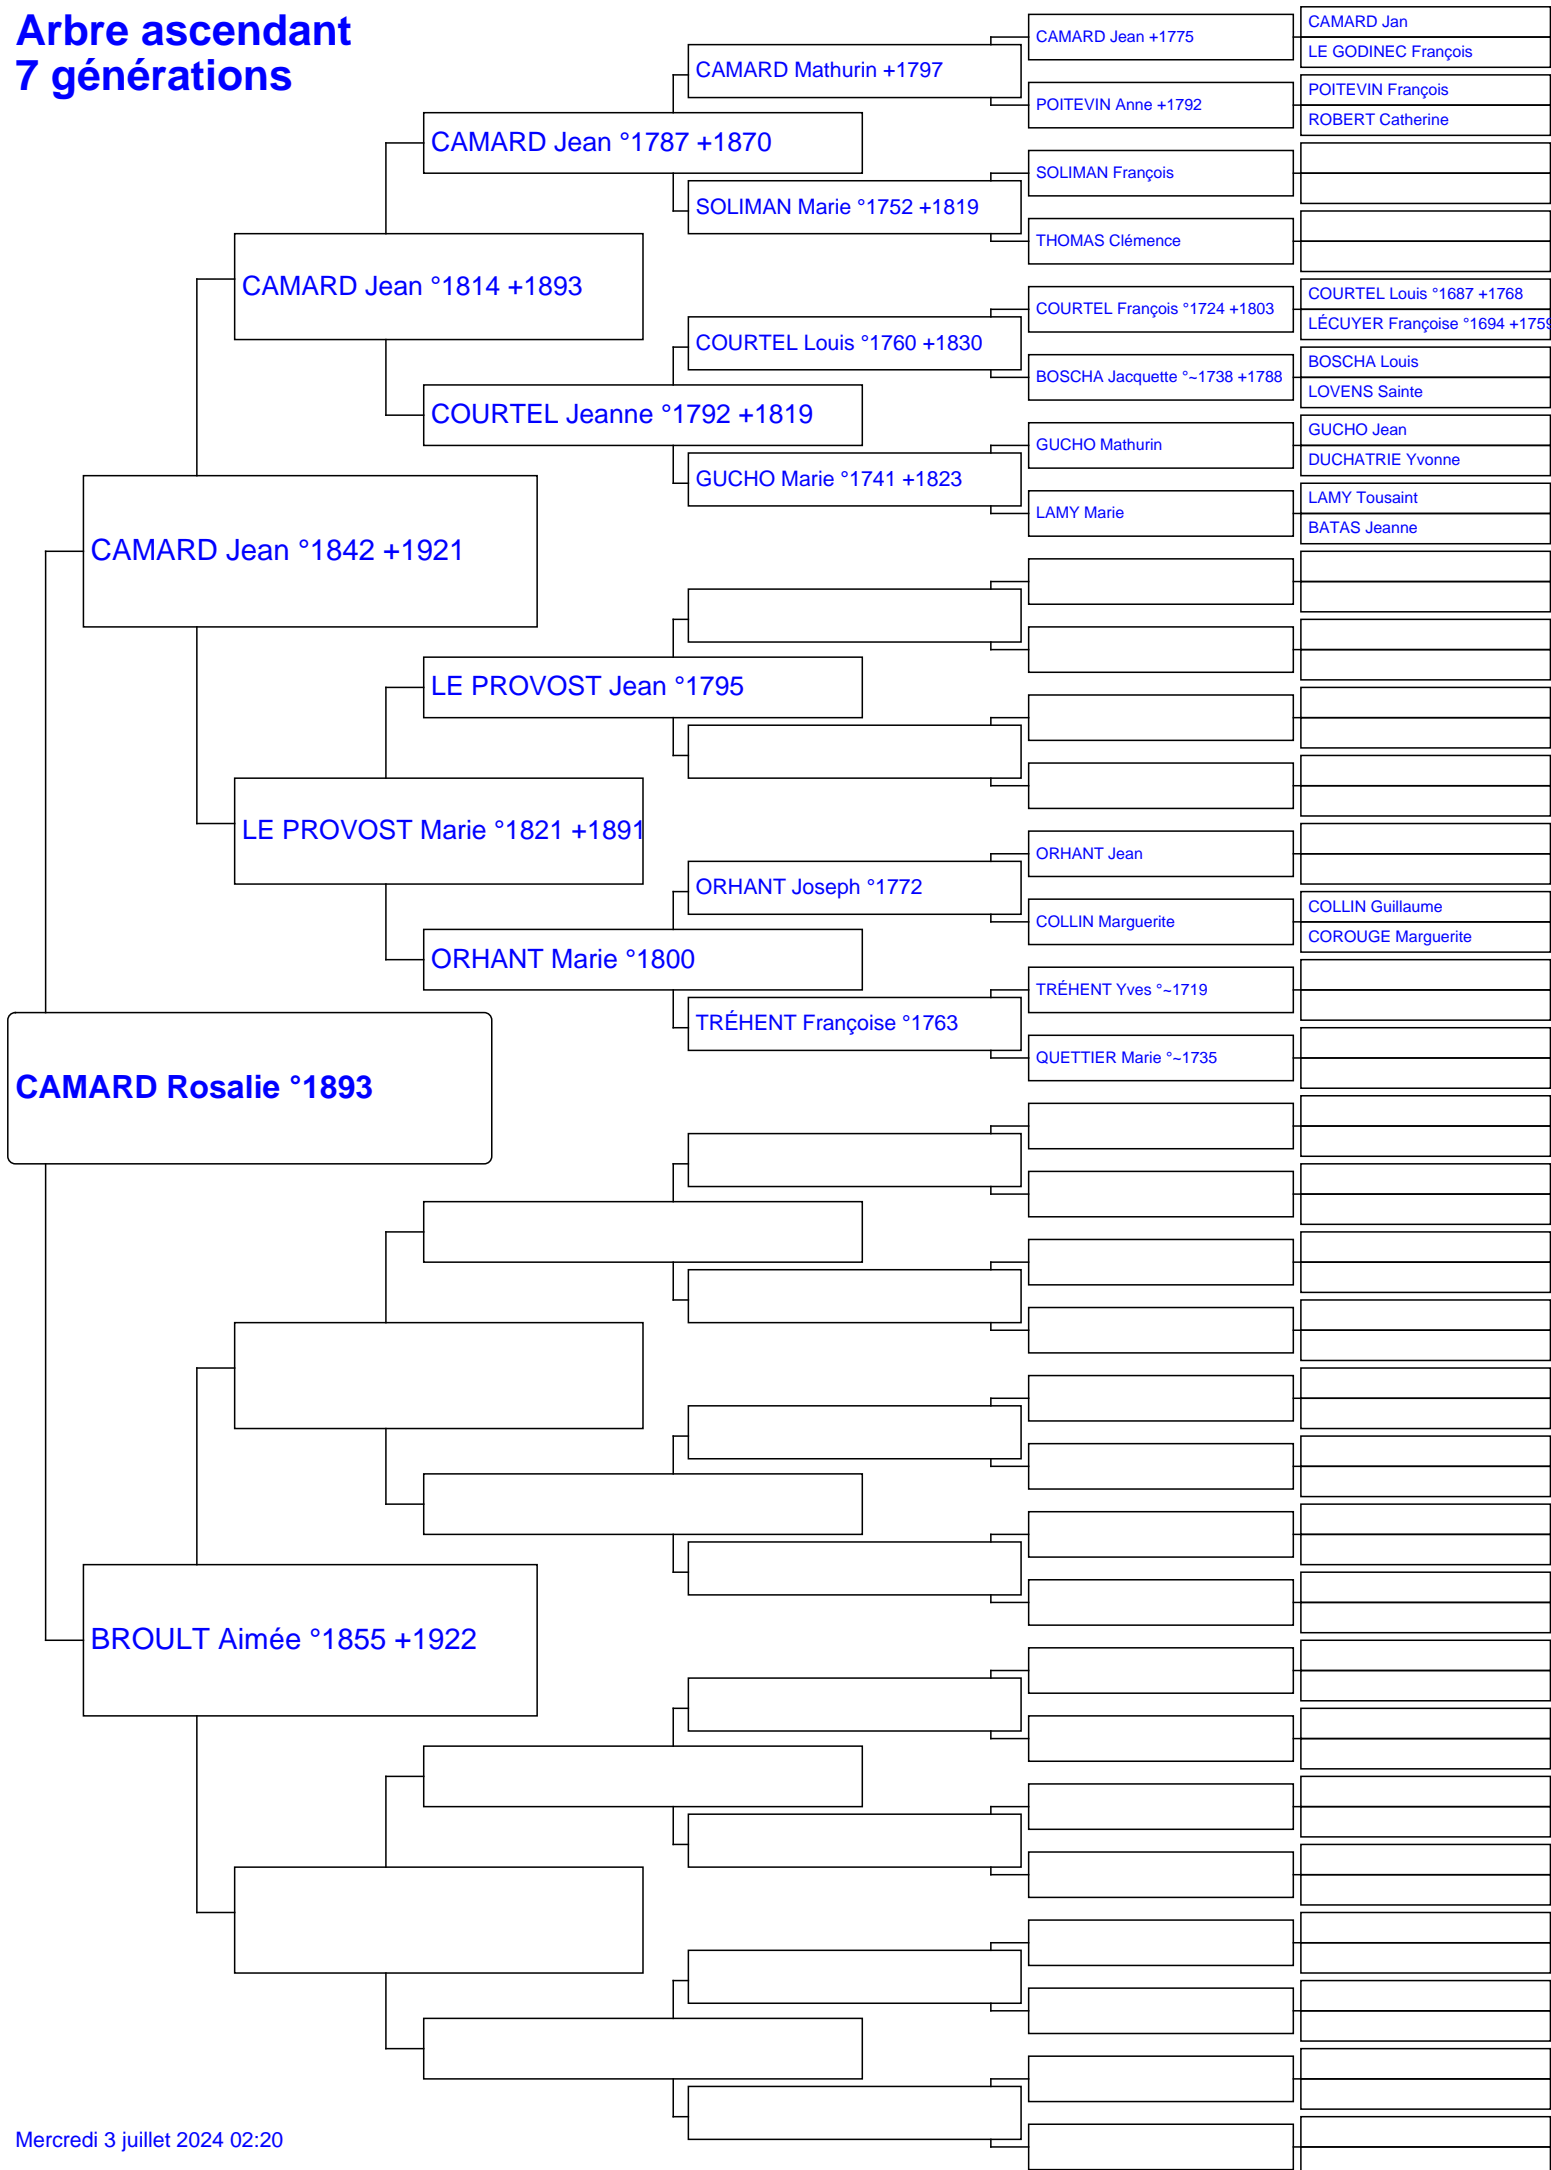 Arbre ascendant
7 générations
CAMARD Rosalie °1893
CAMARD Jean °1842 +1921
BROULT Aimée °1855 +1922
CAMARD Jean °1814 +1893
LE PROVOST Marie °1821 +1891
CAMARD Jean °1787 +1870
COURTEL Jeanne °1792 +1819
LE PROVOST Jean °1795
ORHANT Marie °1800
CAMARD Mathurin +1797
SOLIMAN Marie °1752 +1819
COURTEL Louis °1760 +1830
GUCHO Marie °1741 +1823
ORHANT Joseph °1772
TRÉHENT Françoise °1763
CAMARD Jean +1775
POITEVIN Anne +1792
SOLIMAN François
THOMAS Clémence
COURTEL François °1724 +1803
BOSCHA Jacquette °~1738 +1788
GUCHO Mathurin
LAMY Marie
ORHANT Jean
COLLIN Marguerite
TRÉHENT Yves °~1719
QUETTIER Marie °~1735
CAMARD Jan
LE GODINEC François
POITEVIN François
ROBERT Catherine
COURTEL Louis °1687 +1768
LÉCUYER Françoise °1694 +1759
BOSCHA Louis
LOVENS Sainte
GUCHO Jean
DUCHATRIE Yvonne
LAMY Tousaint
BATAS Jeanne
COLLIN Guillaume
COROUGE Marguerite
Mercredi 3 juillet 2024 02:20